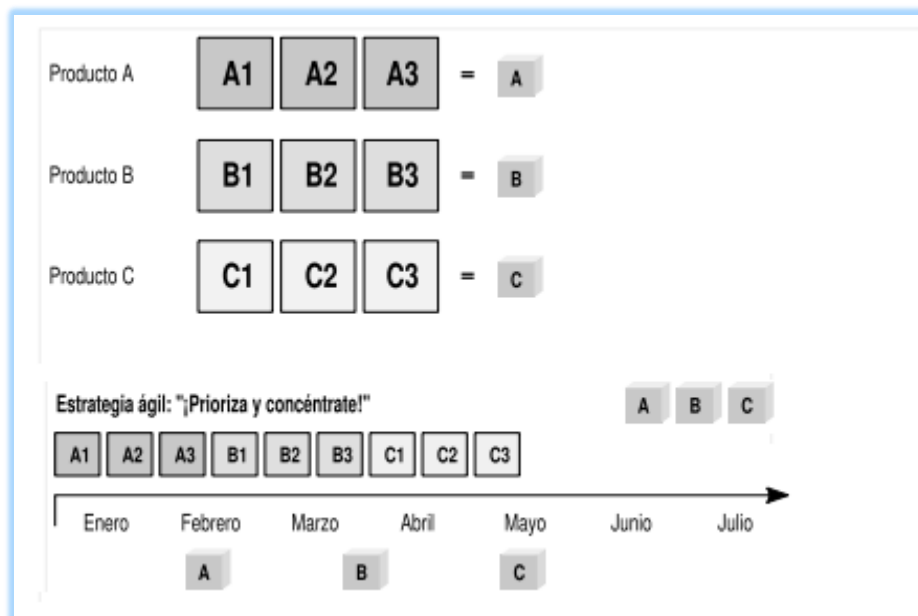 Producto A A1 A2 A3 = A
Producto B B1 B2 B3 = B
Producto C C1 C2 C3 = C
Estrategia ágil: "¡Prioriza y concéntrate!" A B C
A1 A2 A3 B1 B2 B3 C1 C2 C3
Enero Febrero Marzo Abril Mayo Junio Julio
A B C